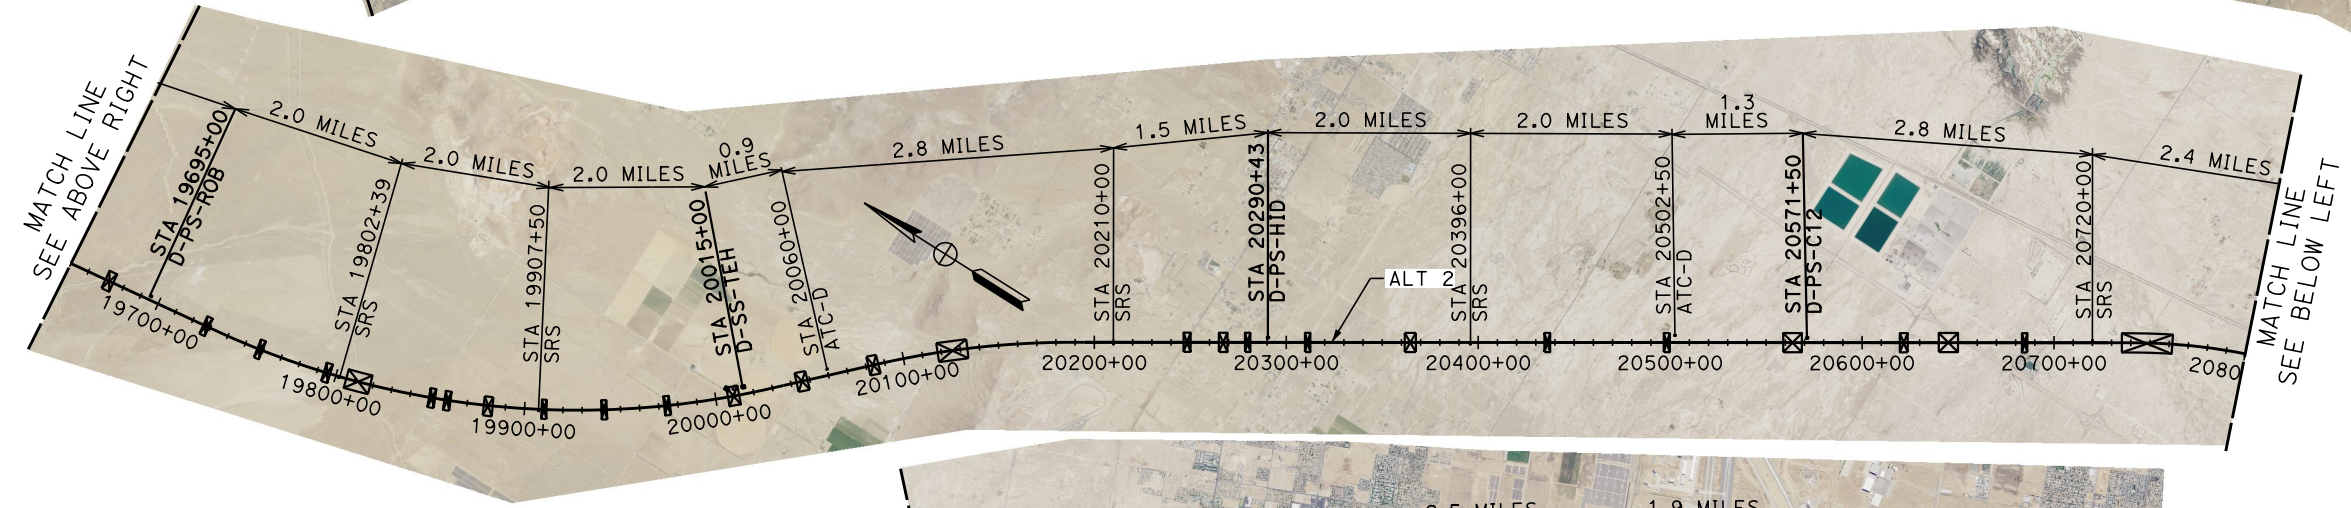 MATCH LINE
SEE ABOVE RIGHT
2.0 MILES
2.0 MILES
2.0 MILES
0.9
MILES
2.8 MILES
1.5 MILES
2.0 MILES
2.0 MILES
1.3
MILES
2.8 MILES
2.4 MILES
STA 19695+00
D-PS-ROB
STA 19802+39
SRS
STA 19907+50
SRS
STA 20015+00
D-SS-TEH
STA 20060+00
ATC-D
STA 20210+00
SRS
STA 20290+43
D-PS-HID
ALT 2
STA 20396+00
SRS
STA 20502+50
ATC-D
STA 20571+50
D-PS-C12
STA 20720+00
SRS
MATCH LINE
SEE BELOW LEFT
19700+00
19800+00
19900+00
20000+00
20100+00
20200+00
20300+00
20400+00
20500+00
20600+00
20700+00
2080
1.9 MILES